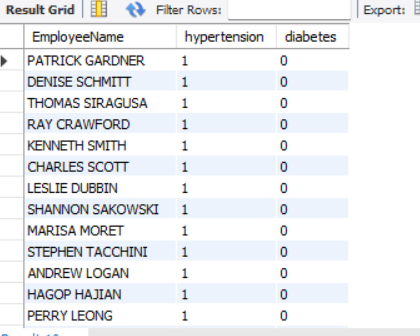 Result Grid Filter Rows: Export:
EmployeeName hypertension diabetes
PATRICK GARDNER 1 0
DENISE SCHMITT 1 0
THOMAS SIRAGUSA 1 0
RAY CRAWFORD 1 0
KENNETH SMITH 1 0
CHARLES SCOTT 1 0
LESLIE DUBBIN 1 0
SHANNON SAKOWSKI 1 0
MARISA MORET 1 0
STEPHEN TACCHINI 1 0
ANDREW LOGAN 1 0
HAGOP HAJIAN 1 0
PERRY LEONG 1 0